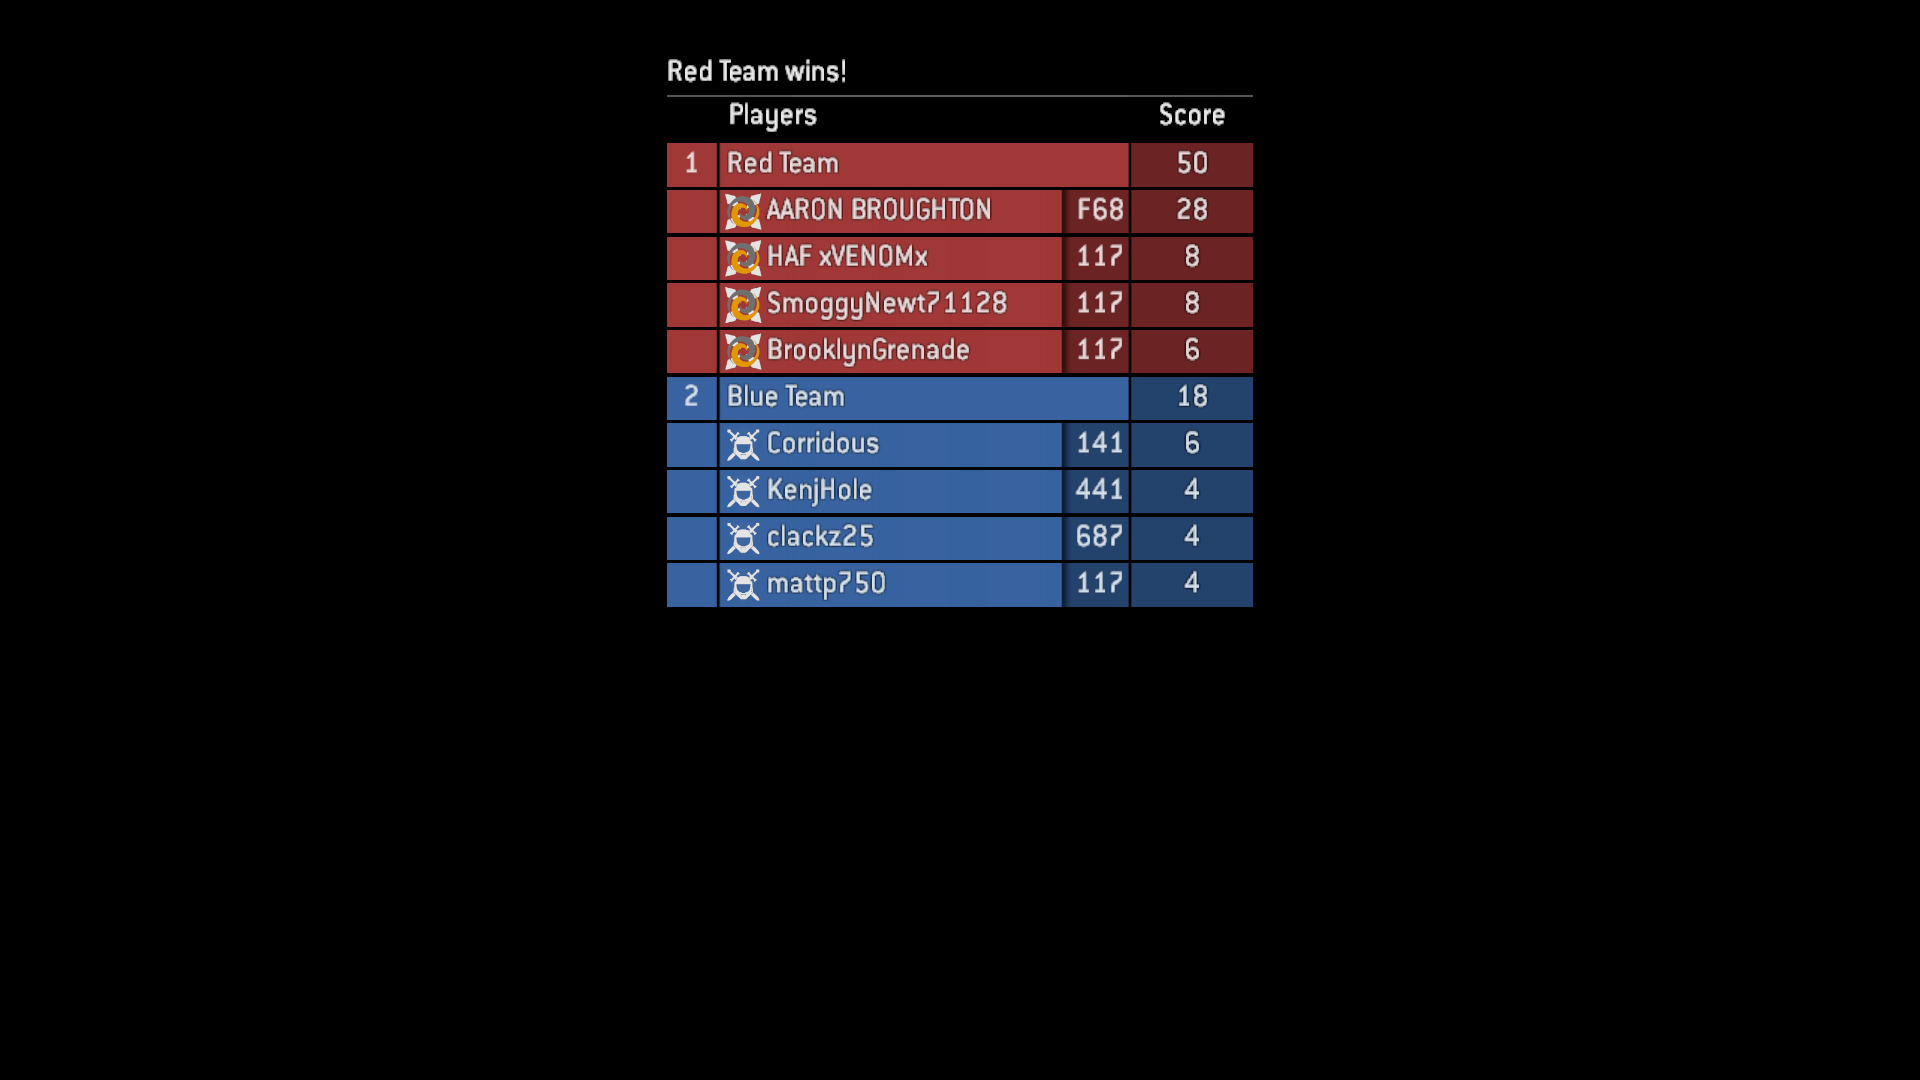 Red Team wins!
Players Score
1 Red Team 50
AARON BROUGHTON F68 28
HAF xVENOMx 117 8
SmoggyNewt71128 117 8
BrooklynGrenade 117 6
2 Blue Team 18
Corridous 141 6
KenjHole 441 4
clackz25 687 4
mattp750 117 4